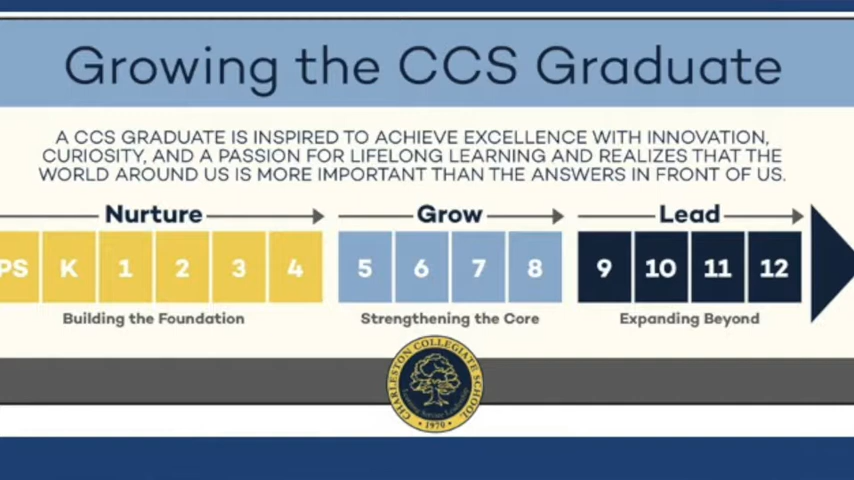 Growing the CCS Graduate
A CCS GRADUATE IS INSPIRED TO ACHIEVE EXCELLENCE WITH INNOVATION,
CURIOSITY, AND A PASSION FOR LIFELONG LEARNING AND REALIZES THAT THE
WORLD AROUND US IS MORE IMPORTANT THAN THE ANSWERS IN FRONT OF US.
Nurture Grow Lead
PS K 1 2 3 4 5 6 7 8 9 10 11 12
Building the Foundation Strengthening the Core Expanding Beyond
CHARLESTON COLLEGIATE SCHOOL
Learning Service Leadership
• 1970 •